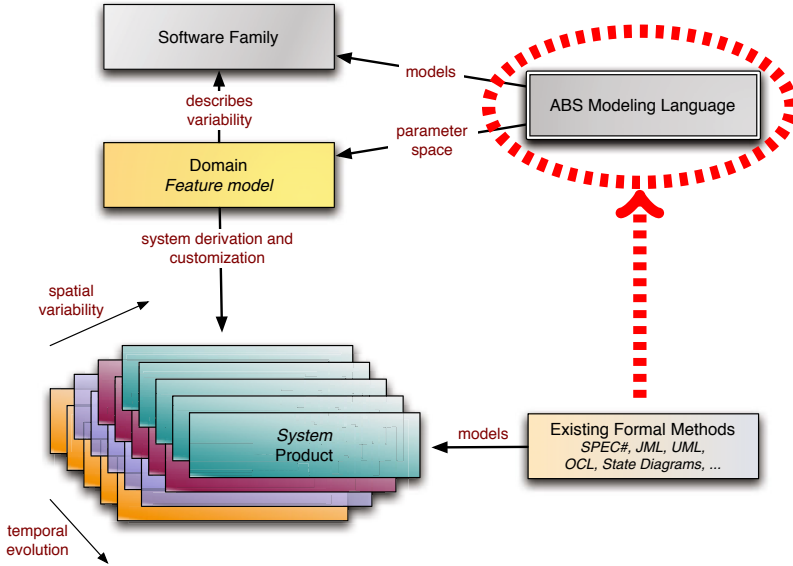 Software Family
models
ABS Modeling Language
describes
variability
parameter
space
Domain
Feature model
system derivation and
customization
spatial
variability
System
Product
models
Existing Formal Methods
SPEC#, JML, UML,
OCL, State Diagrams, ...
temporal
evolution